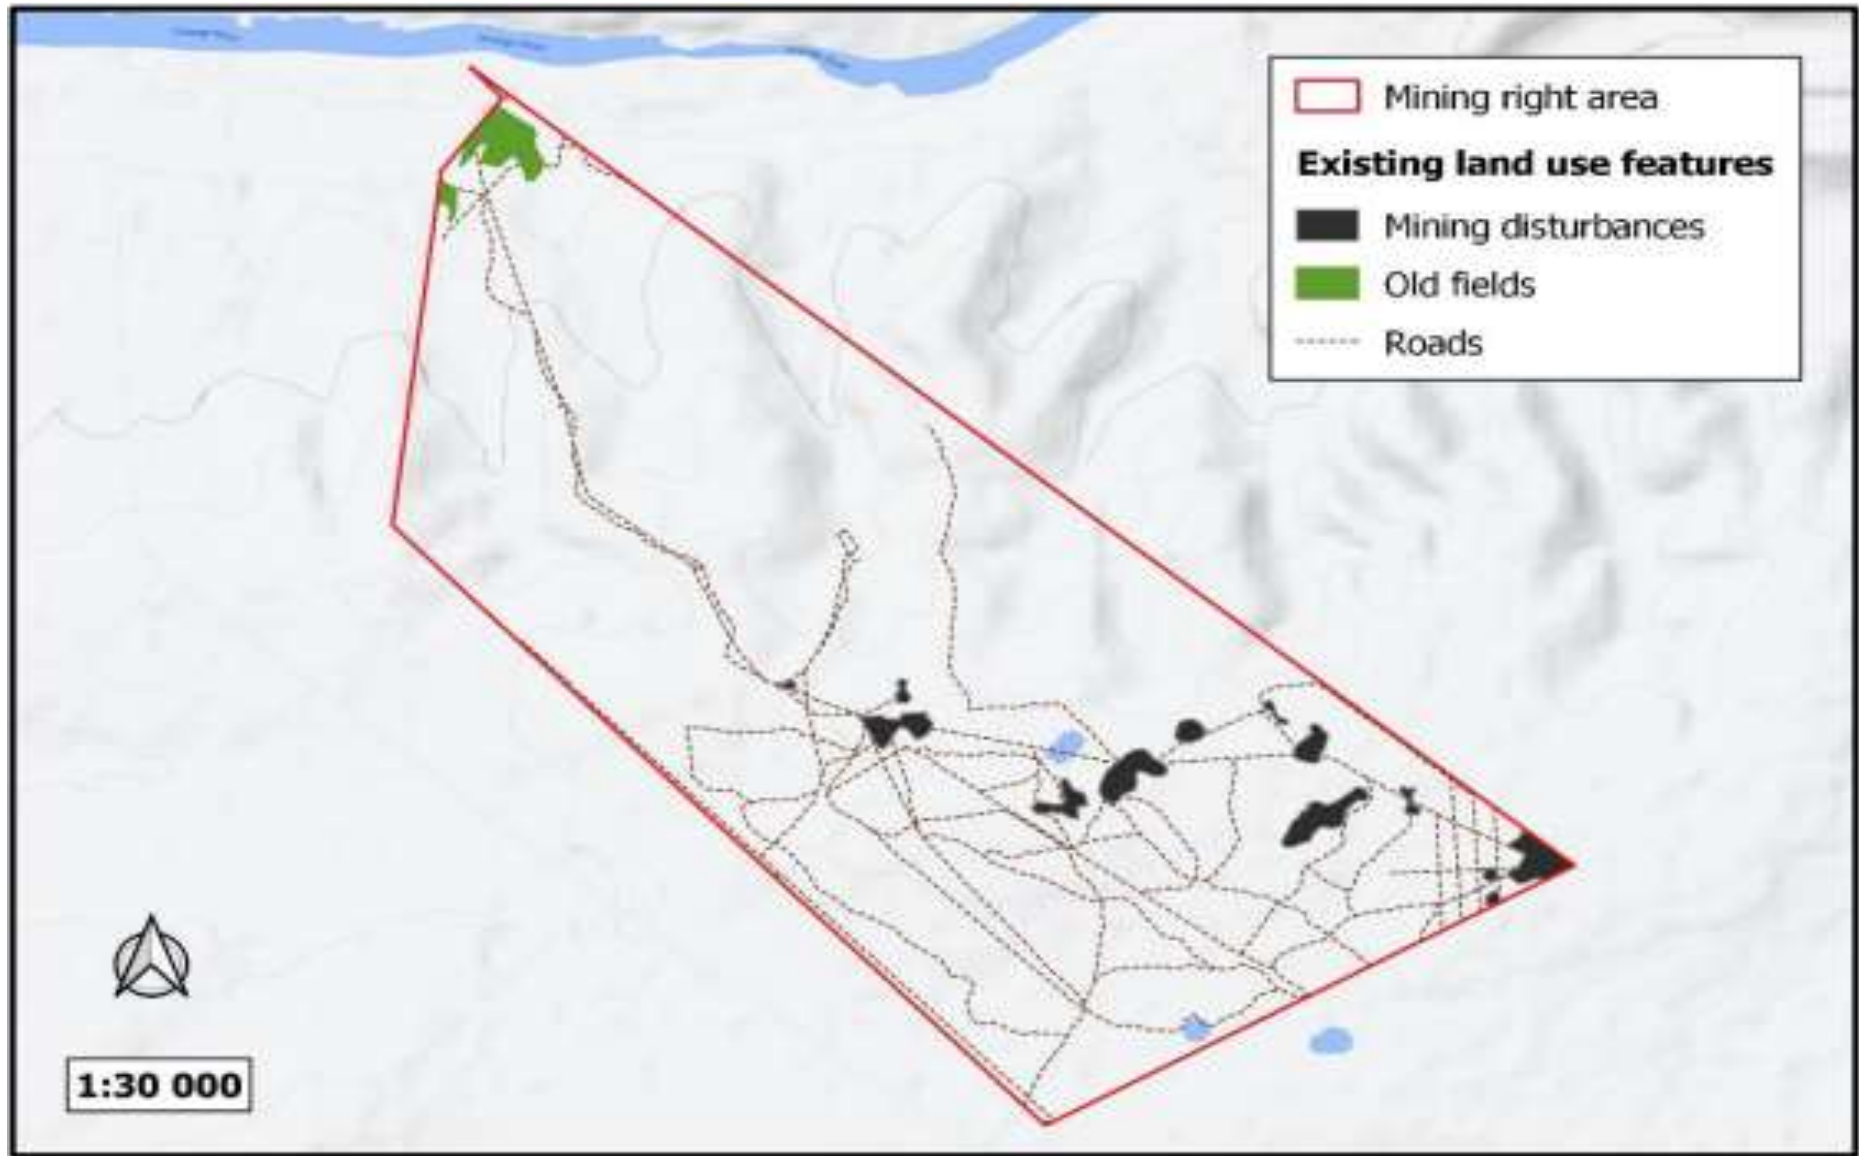 Mining right area
Existing land use features
Mining disturbances
Old fields
Roads
1:30 000